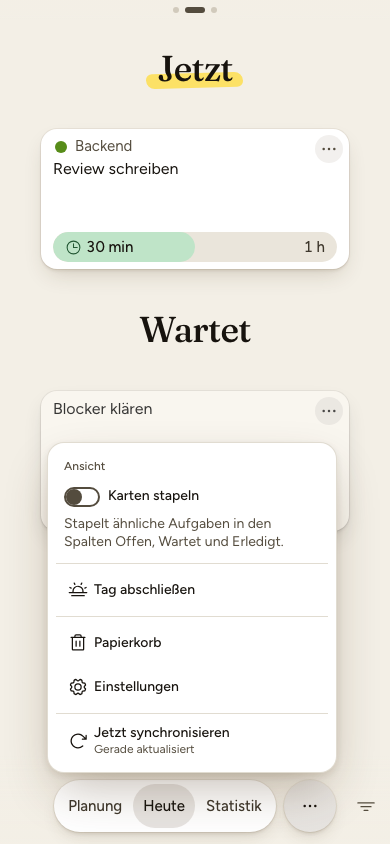 Jetzt
Backend
Review schreiben
30 min
1 h
Wartet
Blocker klären
Ansicht
Karten stapeln
Stapelt ähnliche Aufgaben in den
Spalten Offen, Wartet und Erledigt.
Tag abschließen
Papierkorb
Einstellungen
Jetzt synchronisieren
Gerade aktualisiert
Planung
Heute
Statistik